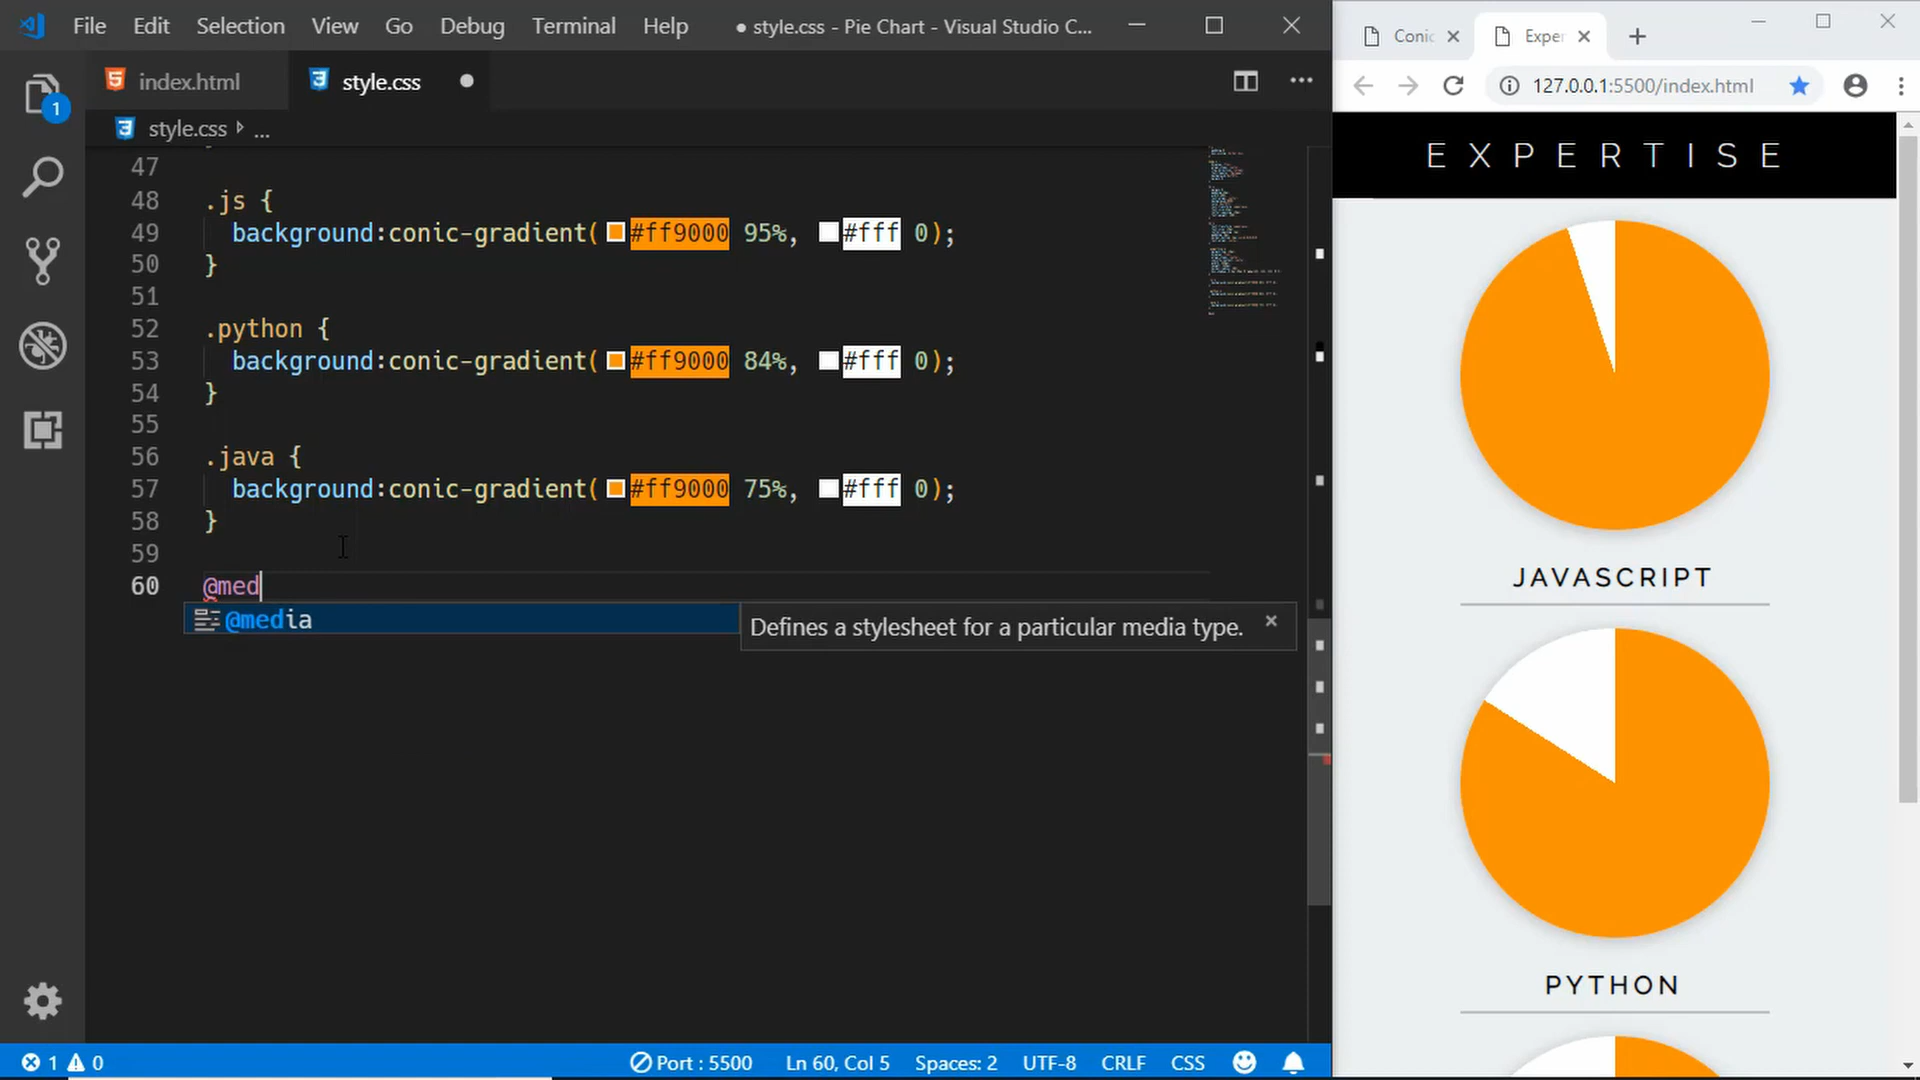 File Edit Selection View Go Debug Terminal Help ● style.css - Pie Chart - Visual Studio C...
index.html style.css
style.css ...
1
47
48 .js {
49 background:conic-gradient(#ff9000 95%, #fff 0);
50 }
51
52 .python {
53 background:conic-gradient(#ff9000 84%, #fff 0);
54 }
55
56 .java {
57 background:conic-gradient(#ff9000 75%, #fff 0);
58 }
59
60 @med
@media Defines a stylesheet for a particular media type.
1 0 Port : 5500 Ln 60, Col 5 Spaces: 2 UTF-8 CRLF CSS
Conic Exper
127.0.0.1:5500/index.html
EXPERTISE
JAVASCRIPT
PYTHON